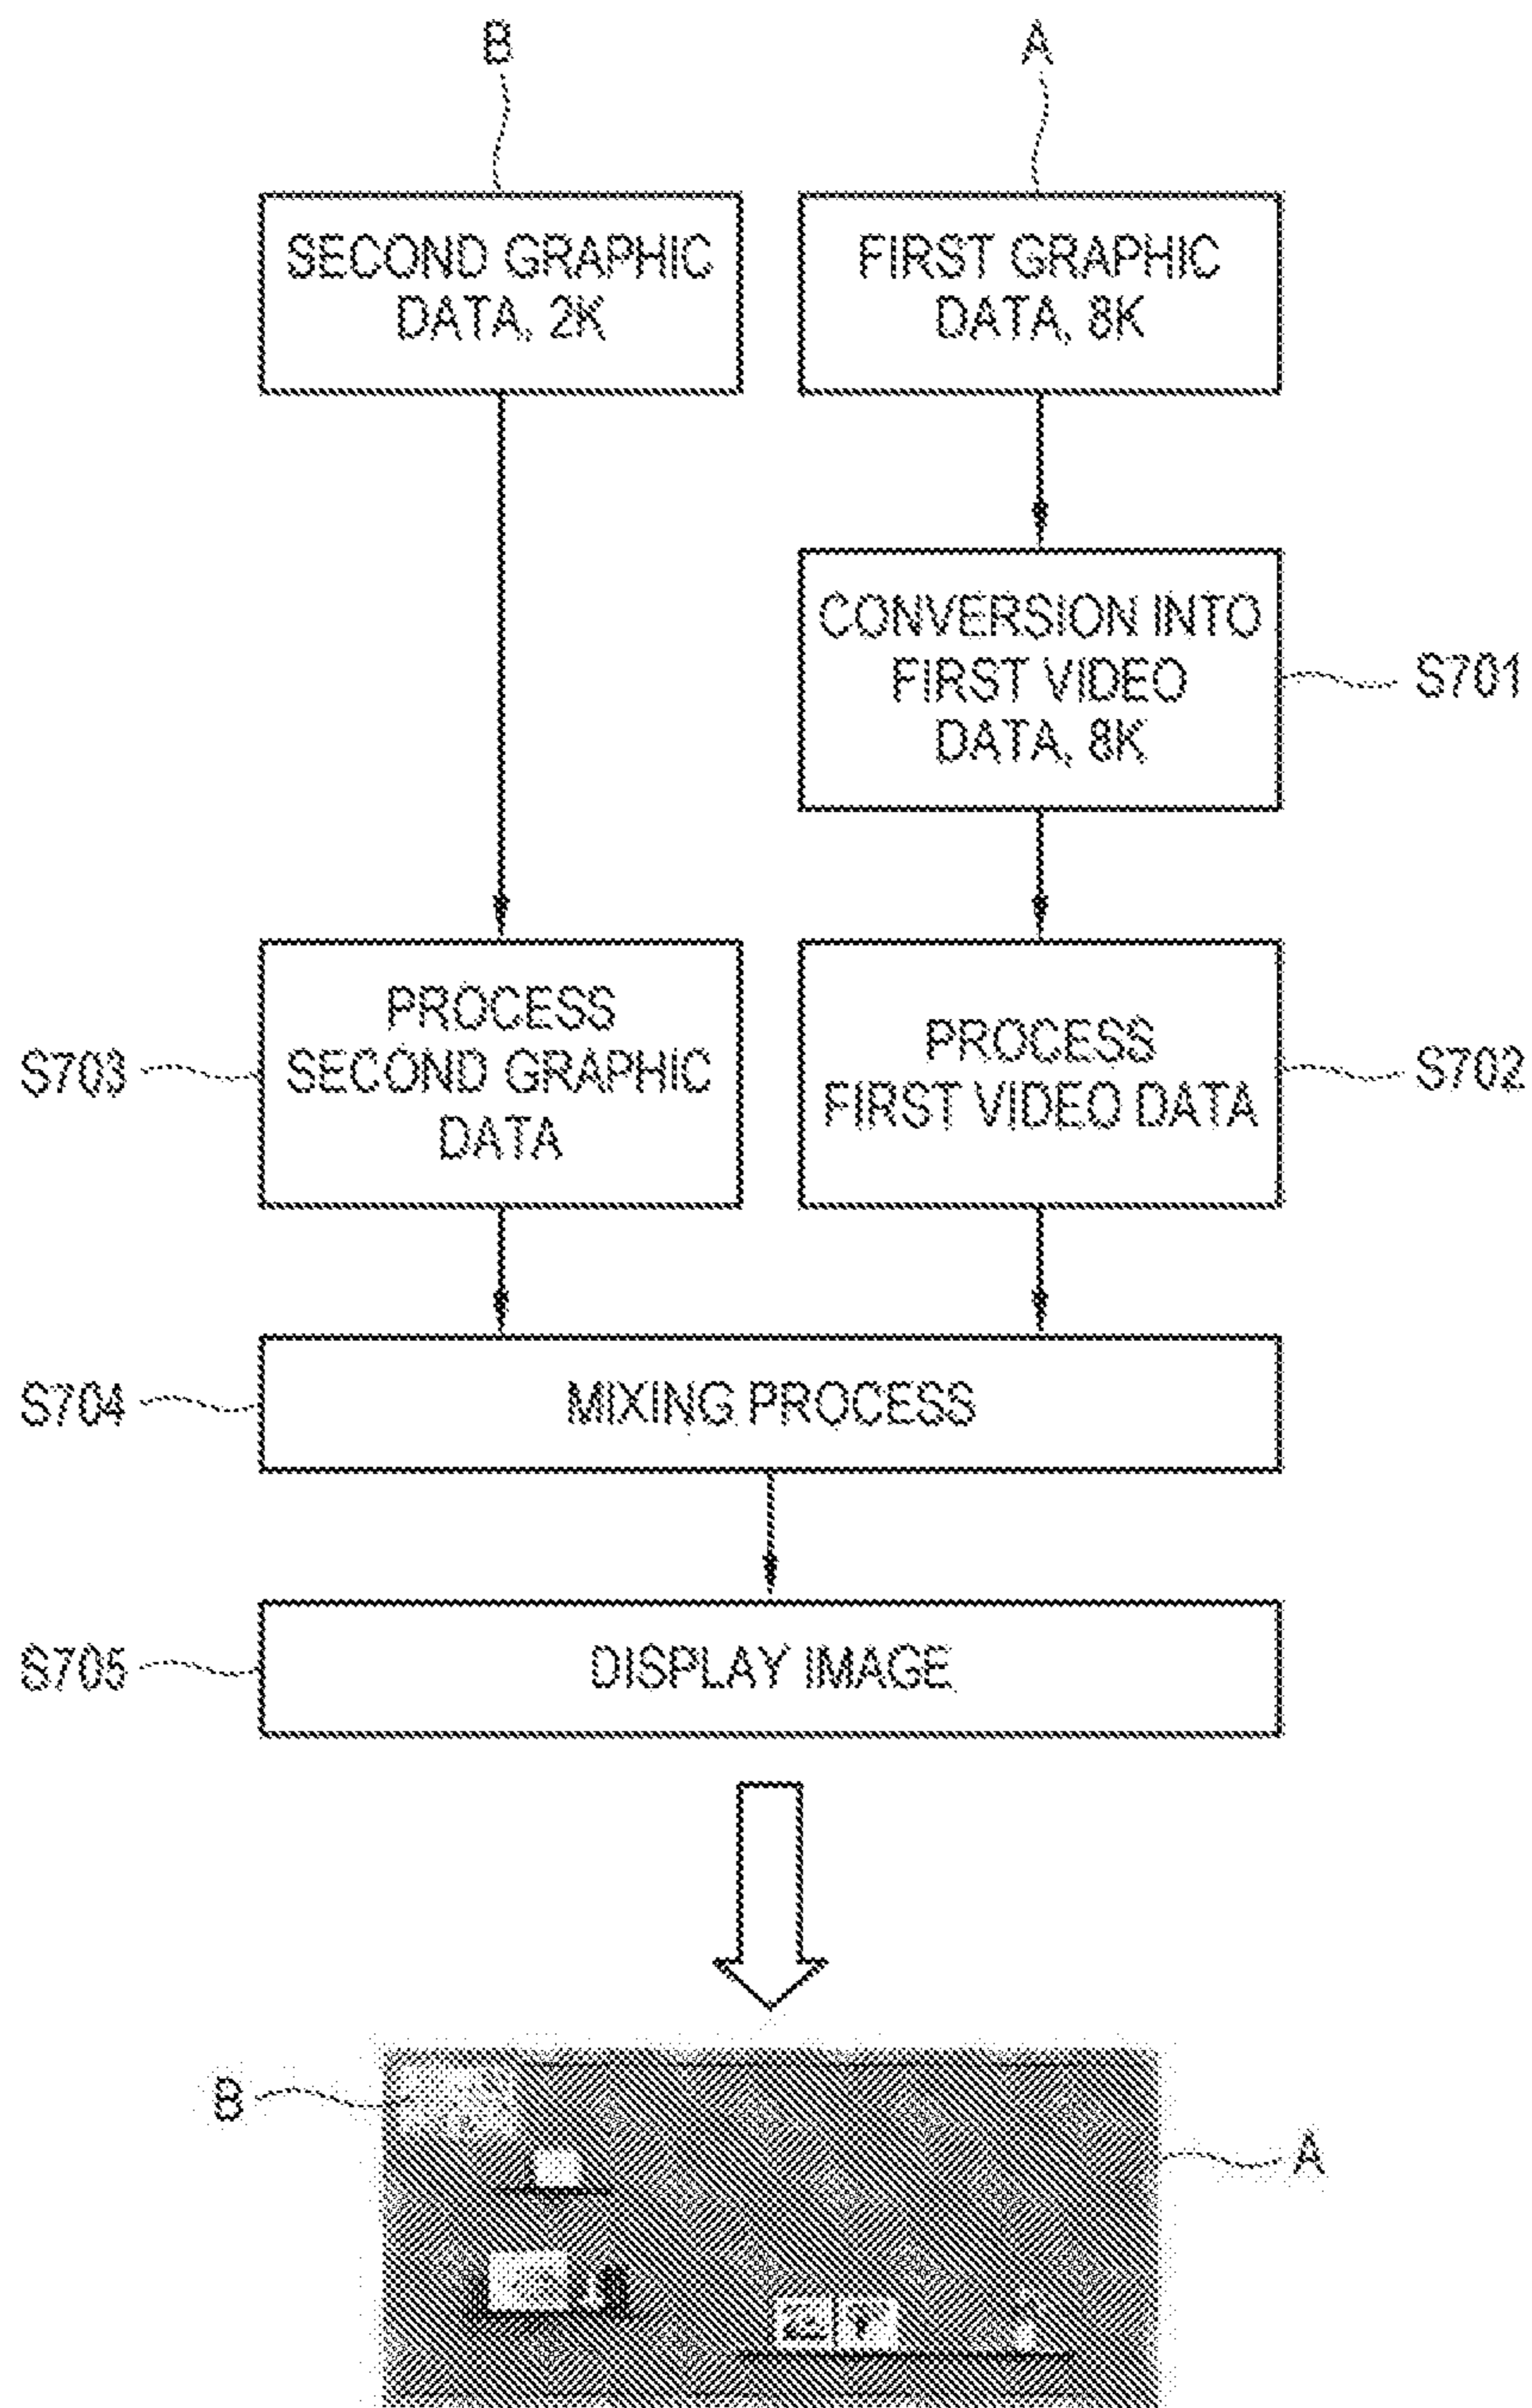 B
A
SECOND GRAPHIC
DATA, 2K
FIRST GRAPHIC
DATA, 8K
CONVERSION INTO
FIRST VIDEO
DATA, 8K
S701
S703
PROCESS
SECOND GRAPHIC
DATA
PROCESS
FIRST VIDEO DATA
S702
S704
MIXING PROCESS
S705
DISPLAY IMAGE
B
A